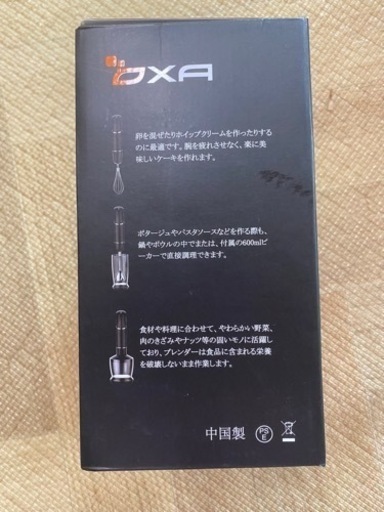 OXA
卵を混ぜたりホイップクリームを作ったりする
のに最適です。腕を疲れさせなく、楽に美
味しいケーキを作れます。
ポタージュやパスタソースなどを作る際も、
鍋やボウルの中でまたは、付属の600mlビ
ーカーで直接調理できます。
食材や料理に合わせて、やわらかい野菜、
肉のきざみやナッツ等の固いモノに活躍し
ており、ブレンダーは食品に含まれる栄養
を破壊しないまま作業します。
中国製
PS
E